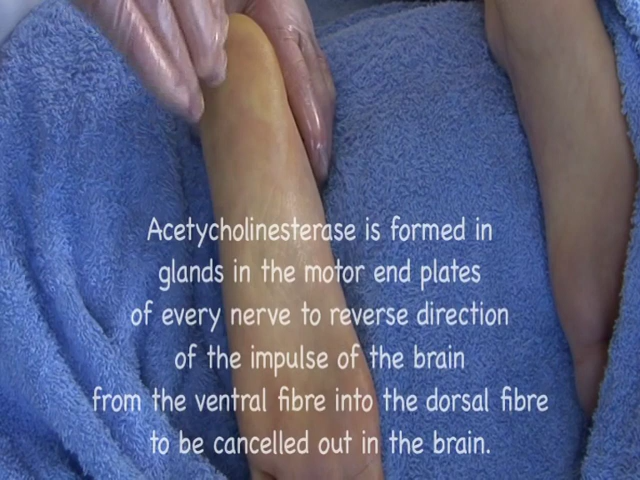 Acetycholinesterase is formed in
glands in the motor end plates
of every nerve to reverse direction
of the impulse of the brain
from the ventral fibre into the dorsal fibre
to be cancelled out in the brain.